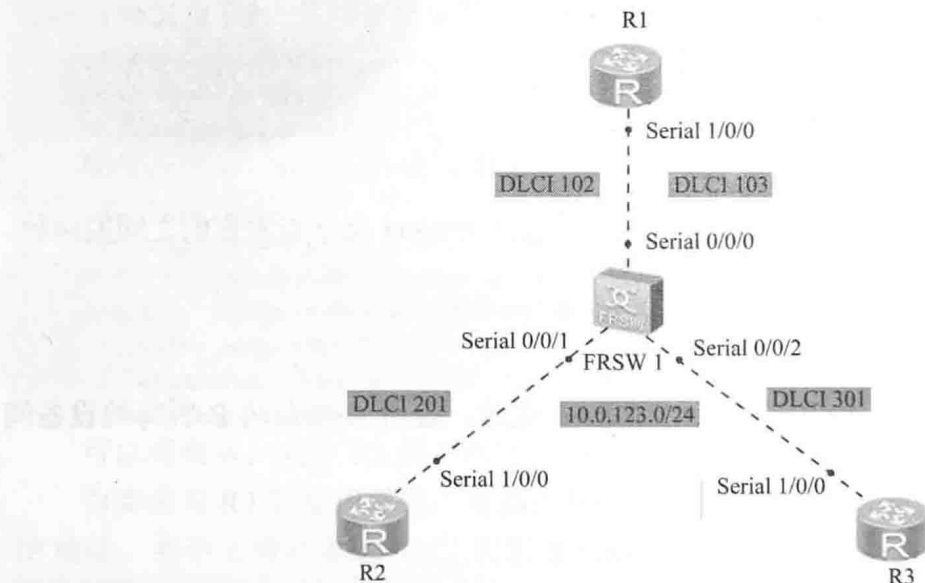 R1
R
Serial 1/0/0
DLCI 102
DLCI 103
Serial 0/0/0
FRSW
Serial 0/0/1
FRSW 1
Serial 0/0/2
DLCI 201
10.0.123.0/24
DLCI 301
Serial 1/0/0
Serial 1/0/0
R
R2
R
R3